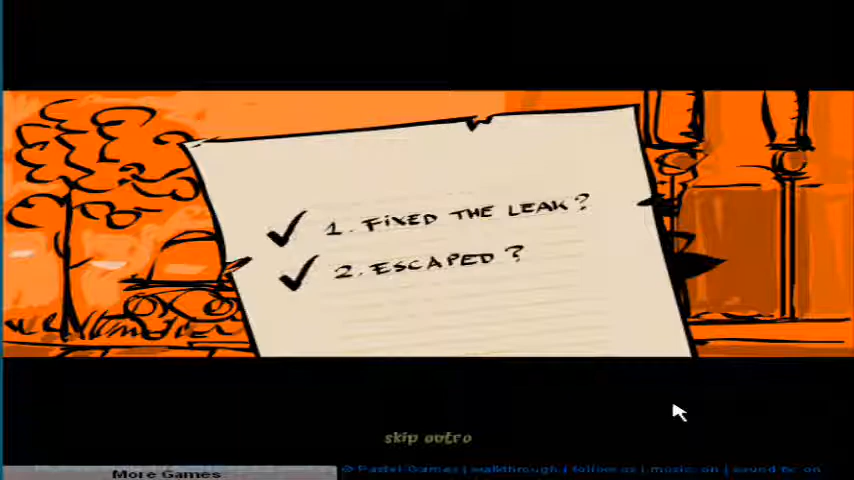 1. FIXED THE LEAK?
2. ESCAPED?
skip outro
More Games
© Pastel Games | walkthrough | follow us | music: on | sound fx: on